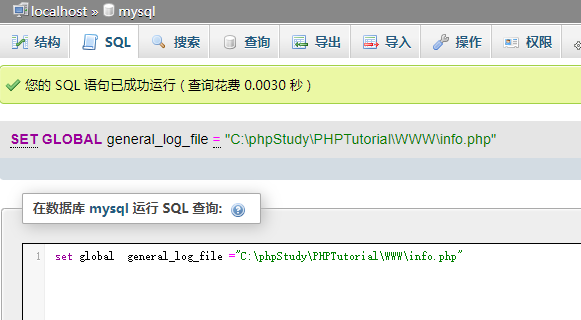 localhost » mysql
结构 SQL 搜索 查询 导出 导入 操作 权限
您的 SQL 语句已成功运行 ( 查询花费 0.0030 秒 )
SET GLOBAL general_log_file = "C:\phpStudy\PHPTutorial\WWW\info.php"
在数据库 mysql 运行 SQL 查询:
1 set global  general_log_file ="C:\phpStudy\PHPTutorial\WWW\info.php"